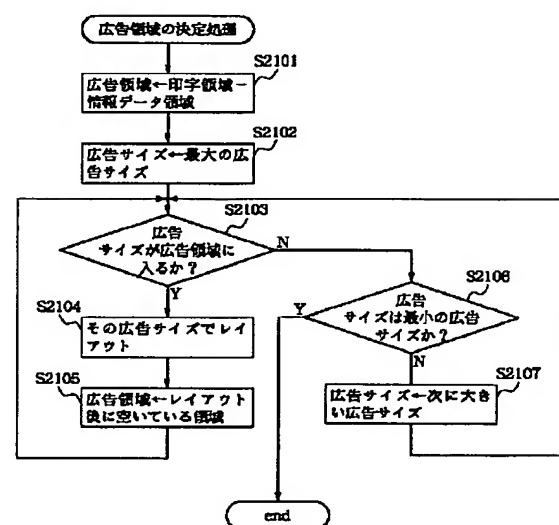 広告領域の決定処理
S2101
広告領域←印字領域－
情報データ領域
S2102
広告サイズ←最大の広
告サイズ
S2103
広告
サイズが広告領域に
入るか？
N
Y
S2104
その広告サイズでレイ
アウト
S2105
広告領域←レイアウト
後に空いている領域
S2106
広告
サイズは最小の広告
サイズか？
Y
N
S2107
広告サイズ←次に大き
い広告サイズ
end